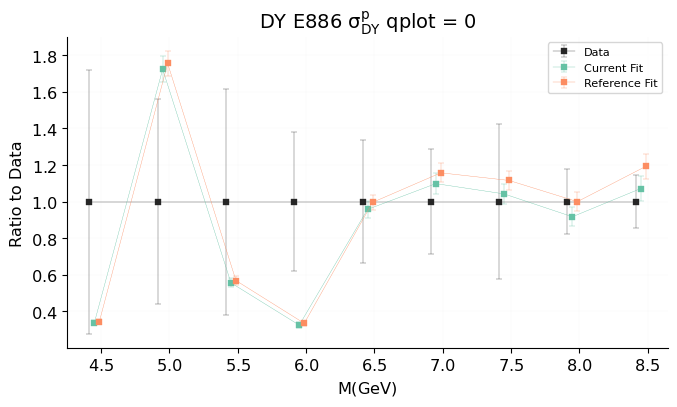 DY E886 σ^p_DY qplot = 0
Data
Current Fit
Reference Fit
Ratio to Data
1.8
1.6
1.4
1.2
1.0
0.8
0.6
0.4
4.5 5.0 5.5 6.0 6.5 7.0 7.5 8.0 8.5
M(GeV)